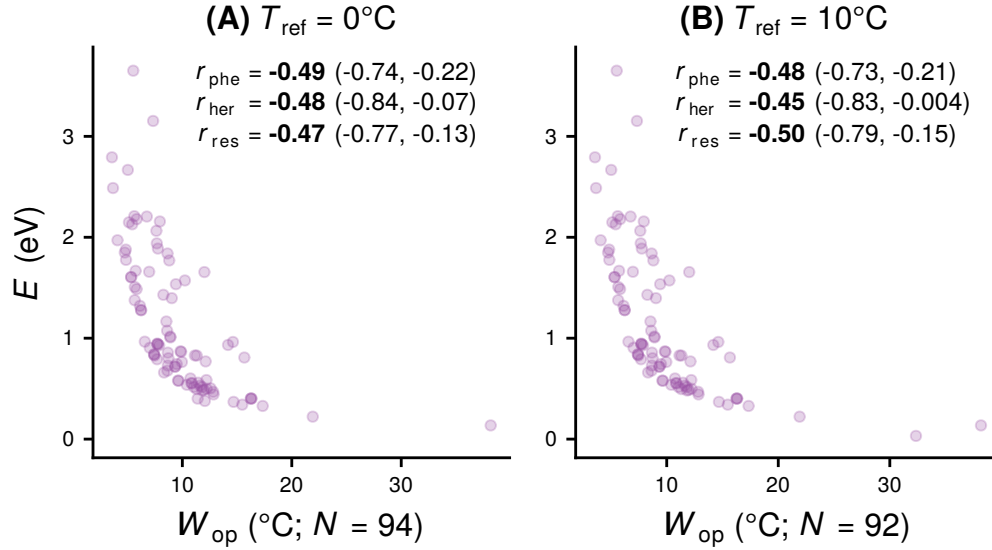 (A) T_ref = 0°C
r_phe = -0.49 (-0.74, -0.22)
r_her = -0.48 (-0.84, -0.07)
r_res = -0.47 (-0.77, -0.13)
E (eV)
3
2
1
0
10 20 30
W_op (°C; N = 94)
(B) T_ref = 10°C
r_phe = -0.48 (-0.73, -0.21)
r_her = -0.45 (-0.83, -0.004)
r_res = -0.50 (-0.79, -0.15)
3
2
1
0
10 20 30
W_op (°C; N = 92)